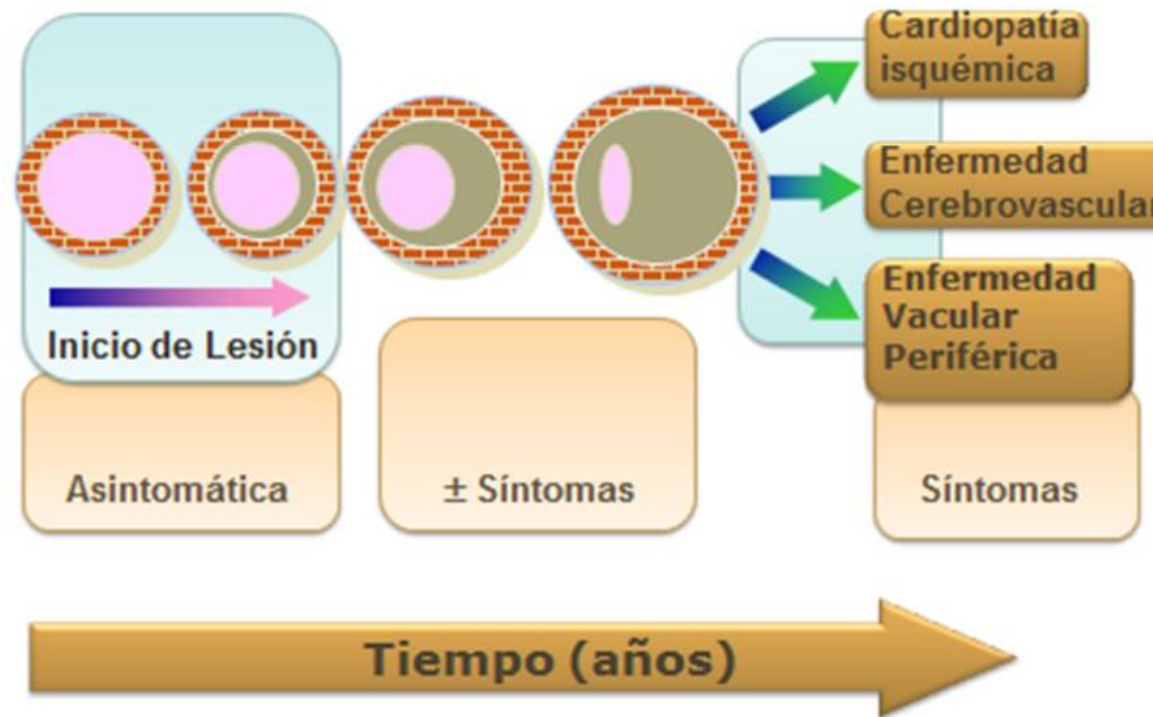 Cardiopatía
isquémica
Enfermedad
Cerebrovascular
Enfermedad
Vacular
Periférica
Inicio de Lesión
Asintomática
± Síntomas
Síntomas
Tiempo (años)